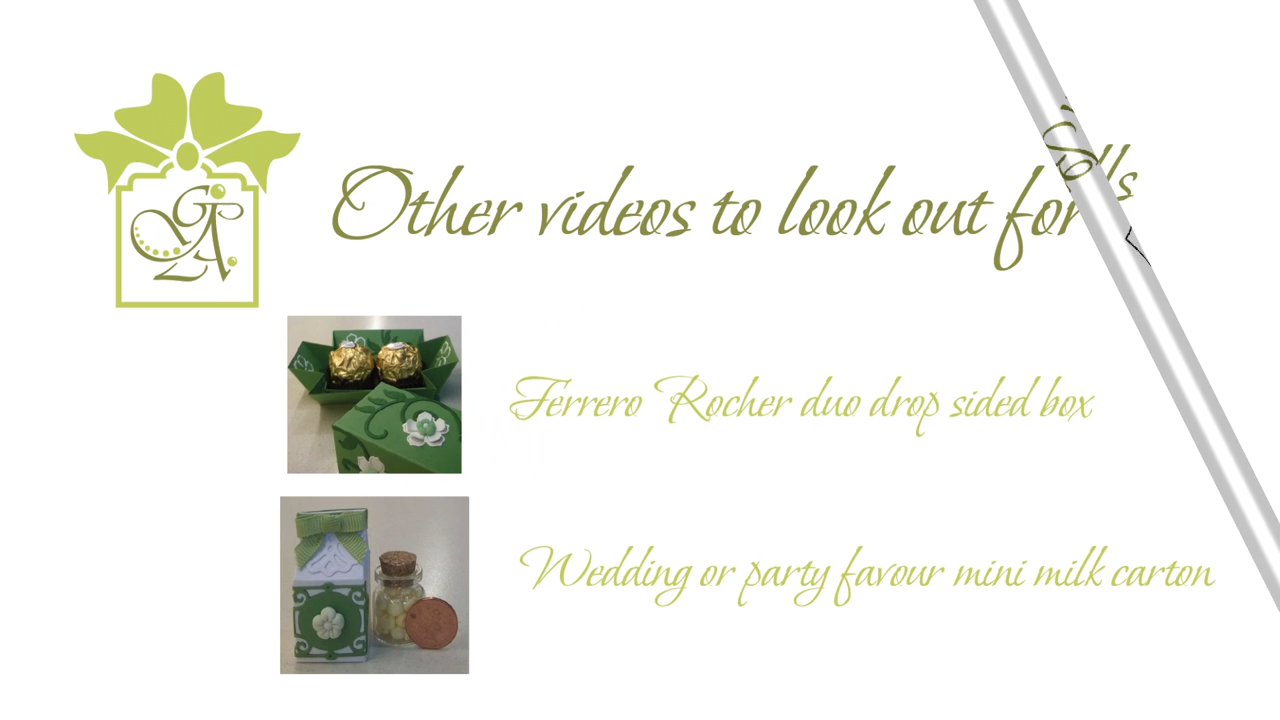 Other videos to look out for
Ferrero Rocher duo drop sided box
Wedding or party favour mini milk carton